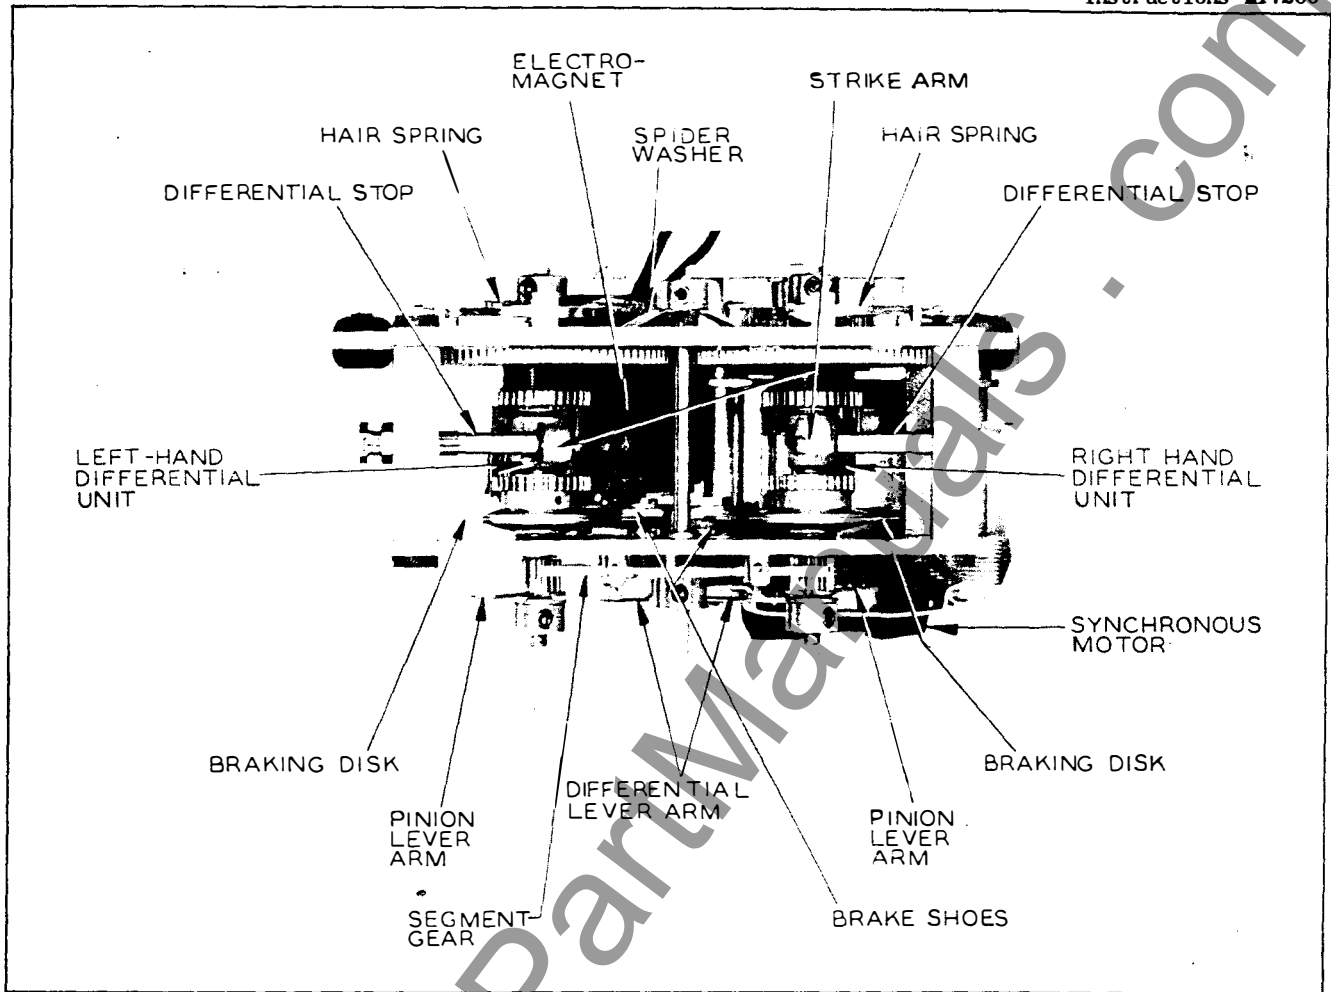 Instructions
ELECTRO-
MAGNET
STRIKE ARM
HAIR SPRING
SPIDER
WASHER
HAIR SPRING
DIFFERENTIAL STOP
DIFFERENTIAL STOP
LEFT-HAND
DIFFERENTIAL
UNIT
RIGHT HAND
DIFFERENTIAL
UNIT
SYNCHRONOUS
MOTOR
BRAKING DISK
BRAKING DISK
DIFFERENTIAL
LEVER ARM
PINION
LEVER
ARM
PINION
LEVER
ARM
SEGMENT
GEAR
BRAKE SHOES
PartManuals . com